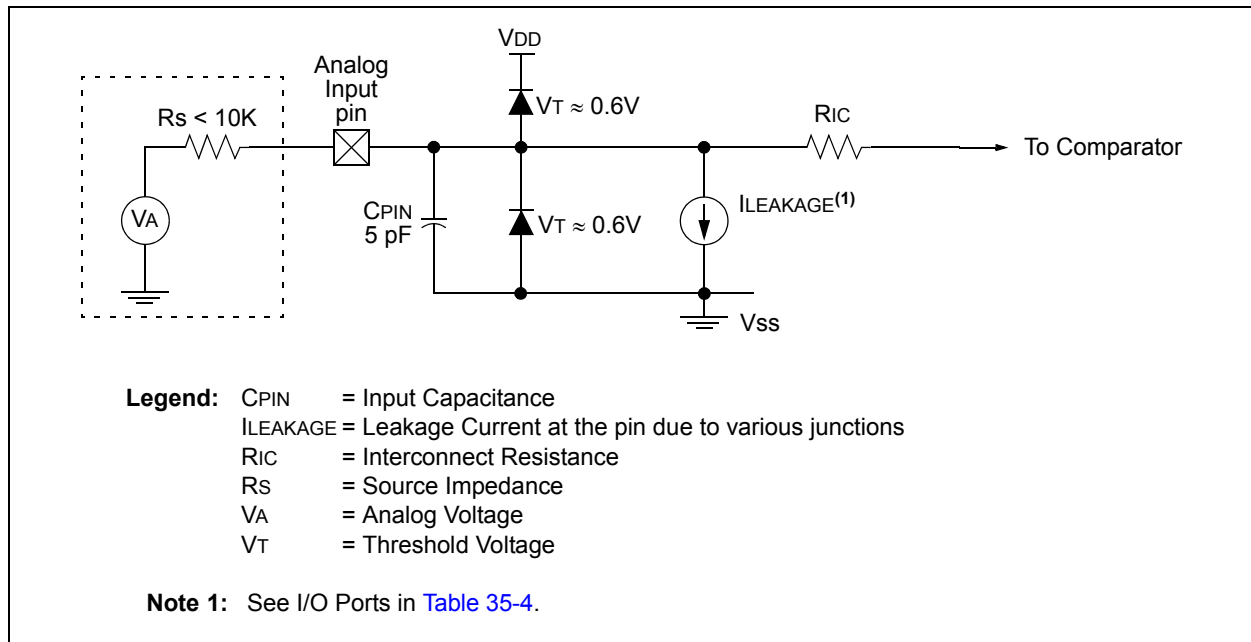 VDD
Analog
Input
pin
Rs < 10K
VT ≈ 0.6V
RIC
To Comparator
VA
CPIN
5 pF
VT ≈ 0.6V
ILEAKAGE(1)
Vss
Legend: CPIN = Input Capacitance
ILEAKAGE = Leakage Current at the pin due to various junctions
RIC = Interconnect Resistance
RS = Source Impedance
VA = Analog Voltage
VT = Threshold Voltage
Note 1: See I/O Ports in Table 35-4.